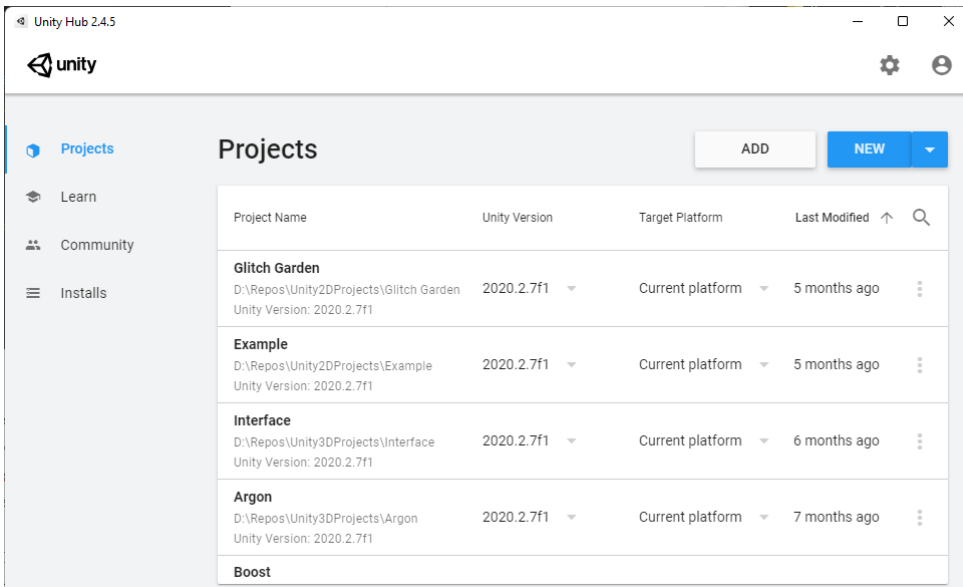 Unity Hub 2.4.5
unity
Projects
Learn
Community
Installs
Projects
ADD
NEW
Project Name Unity Version Target Platform Last Modified
Glitch Garden
D:\Repos\Unity2DProjects\Glitch Garden
Unity Version: 2020.2.7f1
2020.2.7f1 Current platform 5 months ago
Example
D:\Repos\Unity2DProjects\Example
Unity Version: 2020.2.7f1
2020.2.7f1 Current platform 5 months ago
Interface
D:\Repos\Unity3DProjects\Interface
Unity Version: 2020.2.7f1
2020.2.7f1 Current platform 6 months ago
Argon
D:\Repos\Unity3DProjects\Argon
Unity Version: 2020.2.7f1
2020.2.7f1 Current platform 7 months ago
Boost